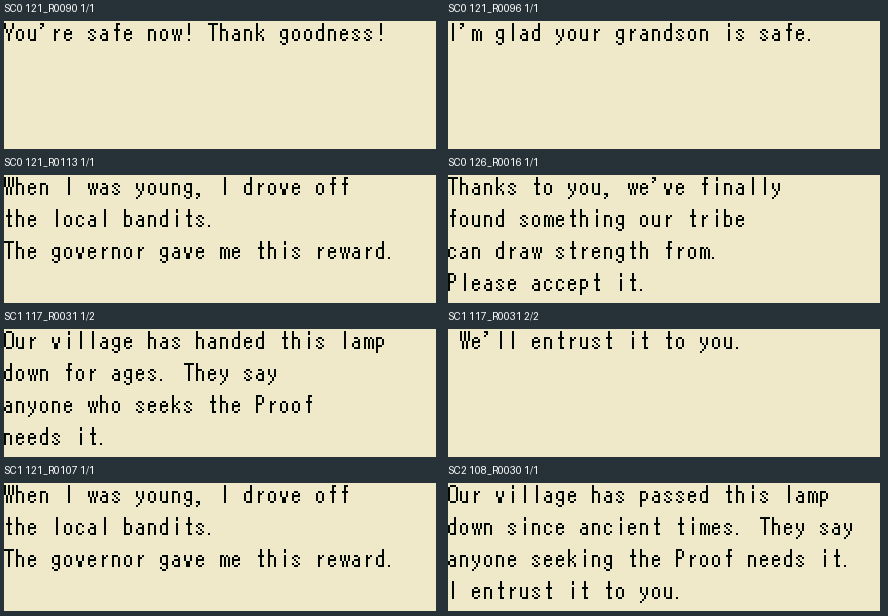 SC0 121_R0090 1/1
You're safe now! Thank goodness!
SC0 121_R0096 1/1
I'm glad your grandson is safe.
SC0 121_R0113 1/1
When I was young, I drove off
the local bandits.
The governor gave me this reward.
SC0 126_R0016 1/1
Thanks to you, we've finally
found something our tribe
can draw strength from.
Please accept it.
SC1 117_R0031 1/2
Our village has handed this lamp
down for ages. They say
anyone who seeks the Proof
needs it.
SC1 117_R0031 2/2
We'll entrust it to you.
SC1 121_R0107 1/1
When I was young, I drove off
the local bandits.
The governor gave me this reward.
SC2 108_R0030 1/1
Our village has passed this lamp
down since ancient times. They say
anyone seeking the Proof needs it.
I entrust it to you.